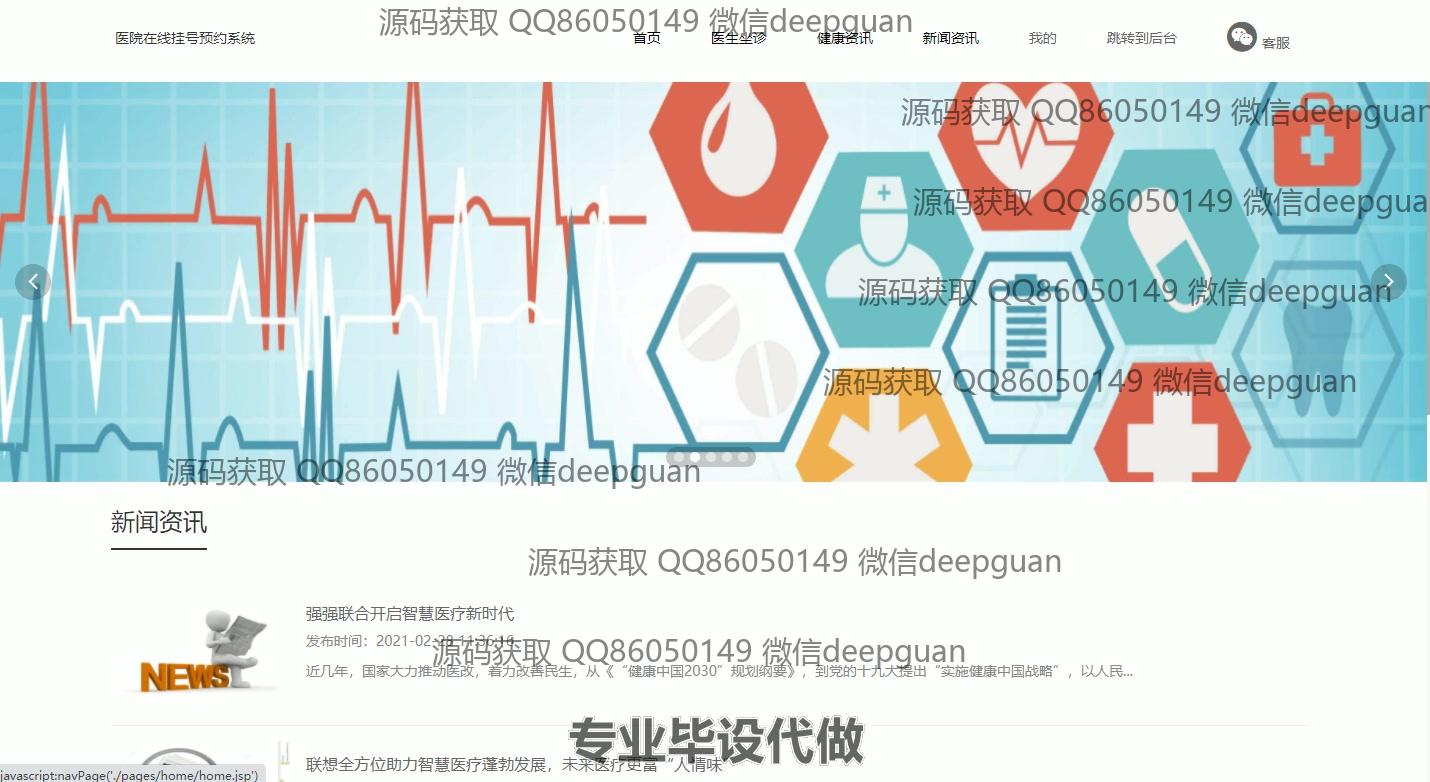 源码获取 QQ86050149 微信deepguan
医院在线挂号预约系统
首页
医生坐诊
健康资讯
新闻资讯
我的
跳转到后台
客服
源码获取 QQ86050149 微信deepguan
源码获取 QQ86050149 微信deepgua
源码获取 QQ86050149 微信deepguan
源码获取 QQ86050149 微信deepguan
源码获取 QQ86050149 微信deepguan
新闻资讯
源码获取 QQ86050149 微信deepguan
强强联合开启智慧医疗新时代
发布时间：2021-02-28 11:36:16
源码获取 QQ86050149 微信deepguan
近几年，国家大力推动医改，着力改善民生，从《“健康中国2030”规划纲要》，到党的十九大提出“实施健康中国战略”，以人民...
NEWS
专业毕设代做
联想全方位助力智慧医疗蓬勃发展，未来医疗更富“人情味”
javascript:navPage('./pages/home/home.jsp')